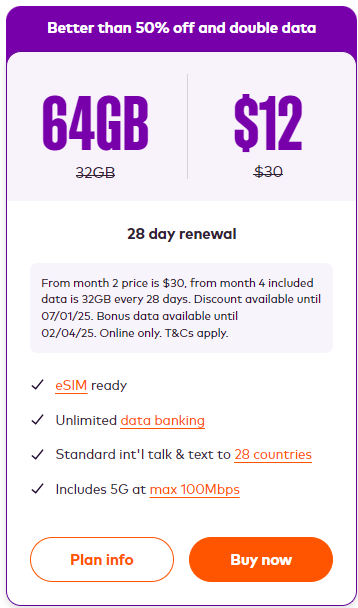 Better than 50% off and double data
64GB
32GB
$12
$30
28 day renewal
From month 2 price is $30, from month 4 included
data is 32GB every 28 days. Discount available until
07/01/25. Bonus data available until
02/04/25. Online only. T&Cs apply.
eSIM ready
Unlimited data banking
Standard int'l talk & text to 28 countries
Includes 5G at max 100Mbps
Plan info
Buy now